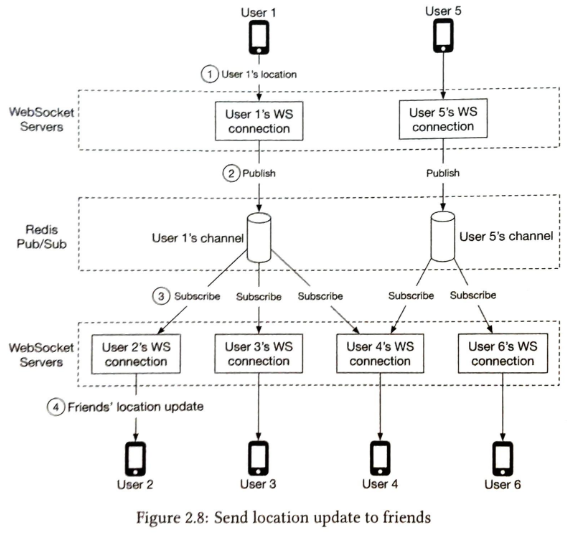 User 1
User 5
1 User 1's location
WebSocket
Servers
User 1's WS
connection
User 5's WS
connection
2 Publish
Publish
Redis
Pub/Sub
User 1's channel
User 5's channel
3 Subscribe
Subscribe
Subscribe
Subscribe
Subscribe
WebSocket
Servers
User 2's WS
connection
User 3's WS
connection
User 4's WS
connection
User 6's WS
connection
4 Friends' location update
User 2
User 3
User 4
User 6
Figure 2.8: Send location update to friends